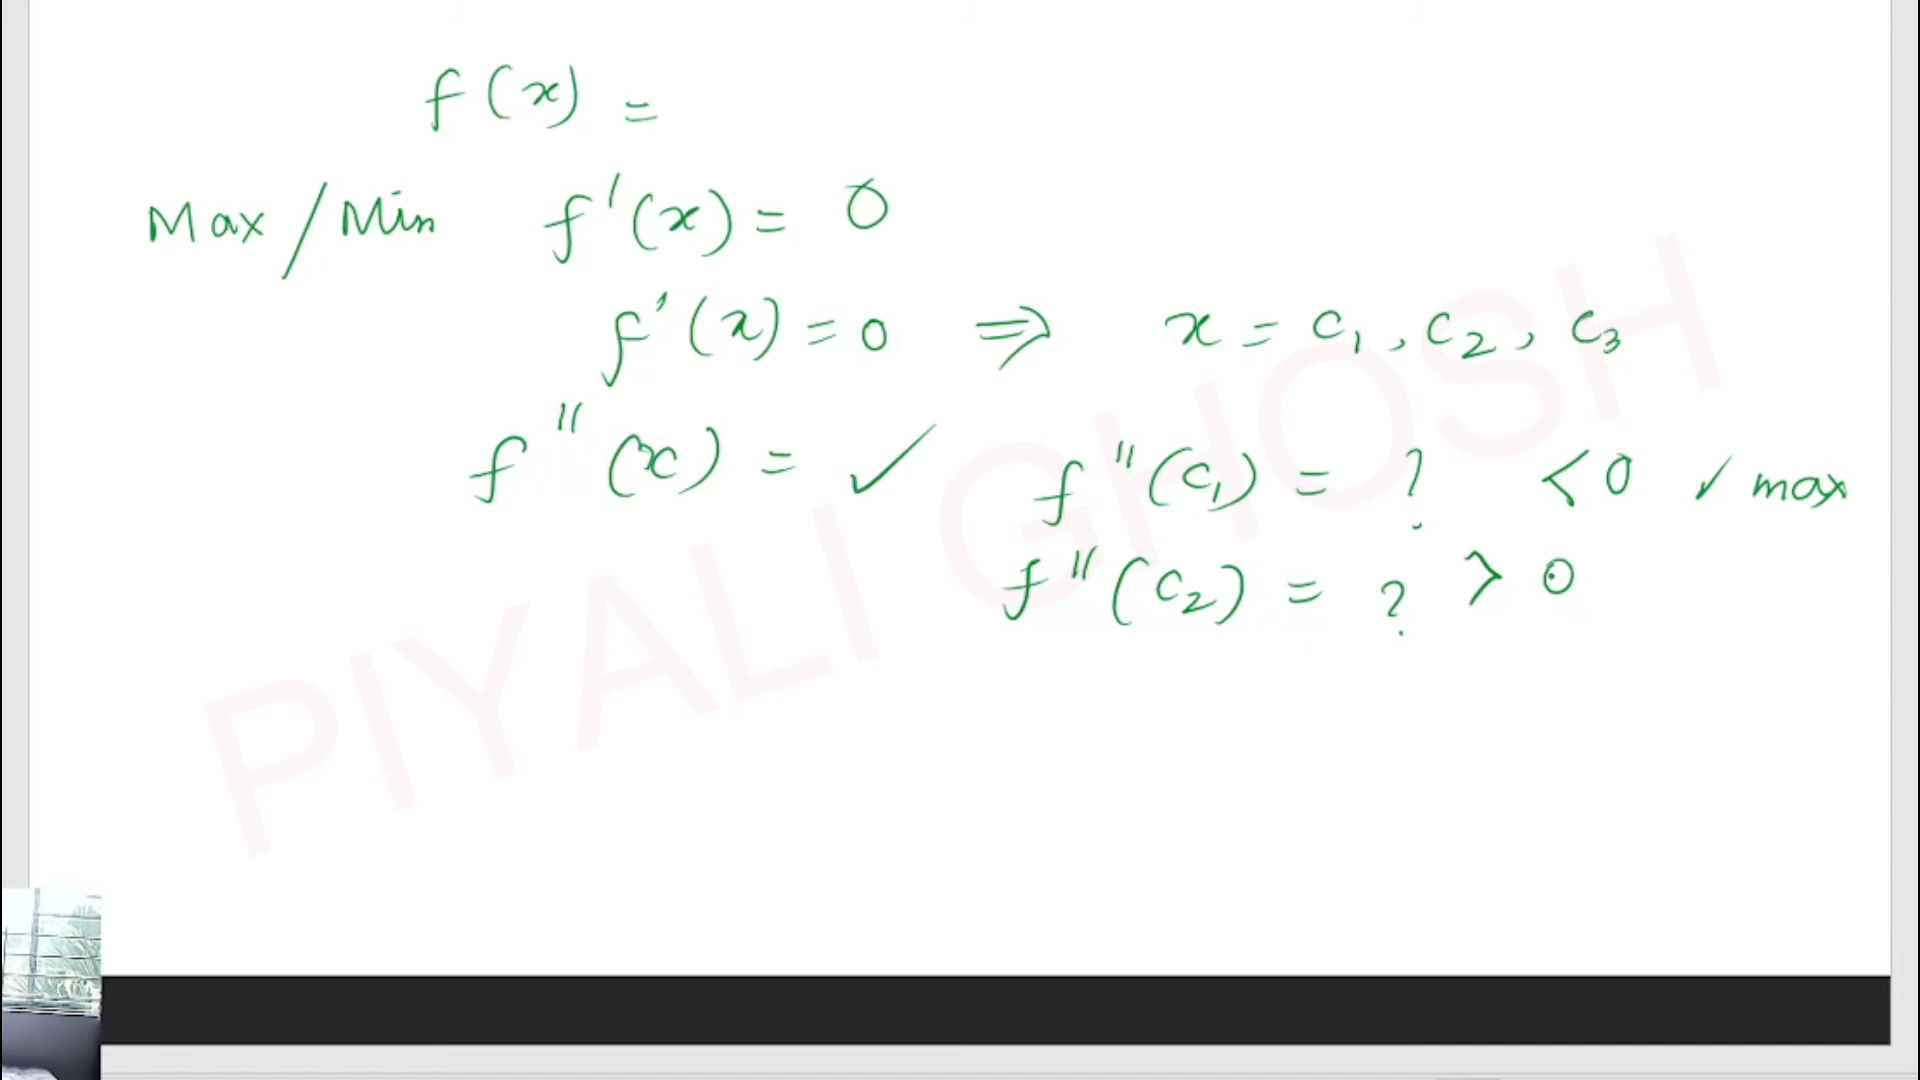 f(x) =
Max/Min f'(x) = 0
f'(x) = 0 ⇒ x = c₁, c₂, c₃
f''(x) = ✓ f''(c₁) = ? < 0 ✓ max
f''(c₂) = ? > 0
PIYALI GHOSH